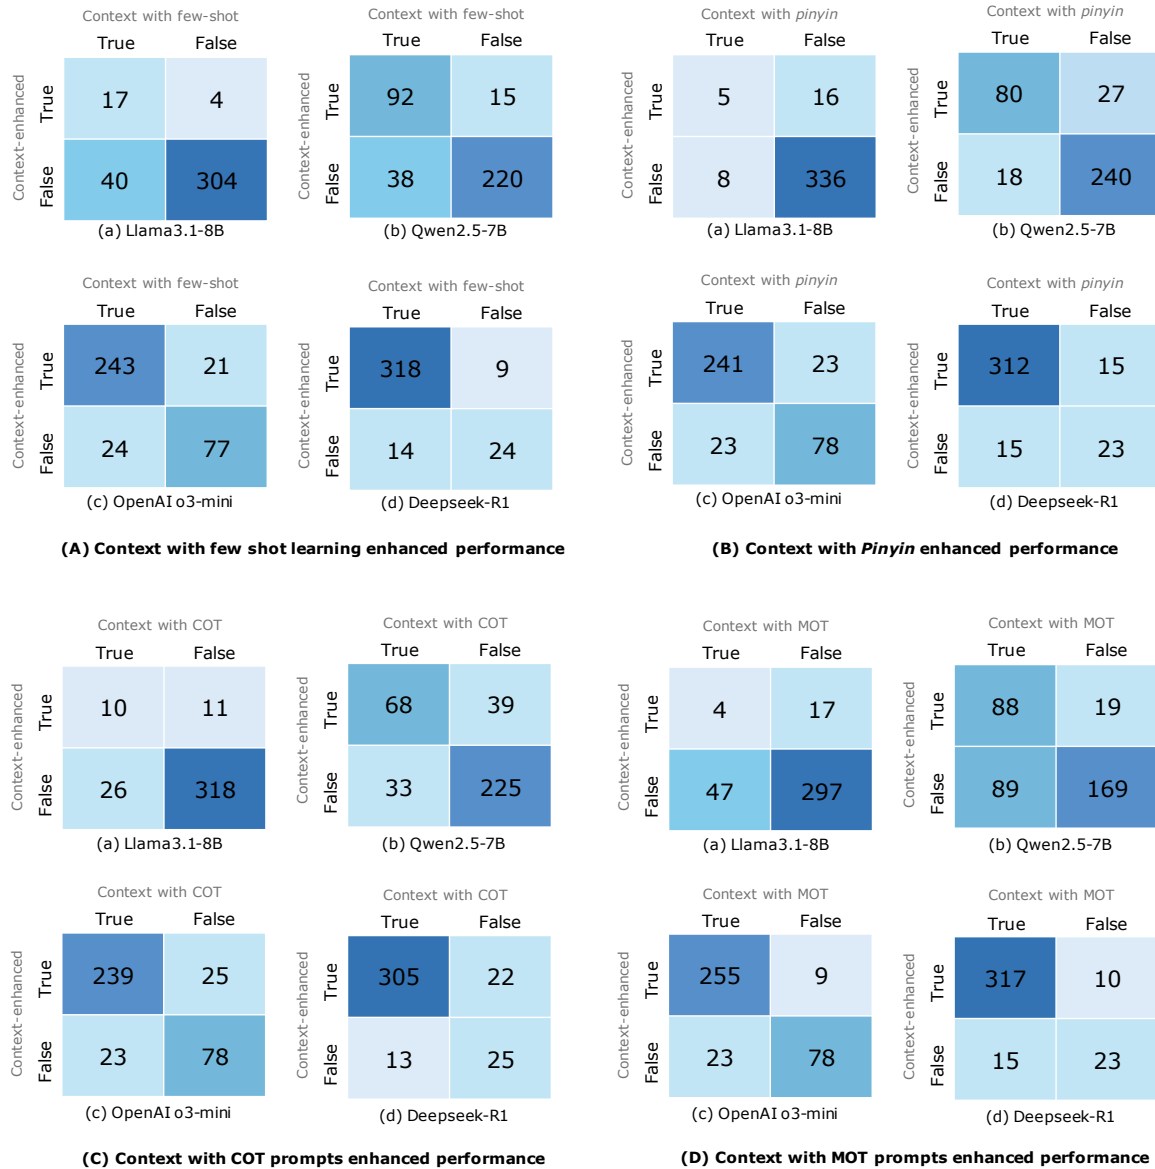 Context with few-shot
True False
Context-enhanced
True
False
17 4
40 304
(a) Llama3.1-8B
Context with few-shot
True False
Context-enhanced
True
False
92 15
38 220
(b) Qwen2.5-7B
Context with few-shot
True False
Context-enhanced
True
False
243 21
24 77
(c) OpenAI o3-mini
Context with few-shot
True False
Context-enhanced
True
False
318 9
14 24
(d) Deepseek-R1
(A) Context with few shot learning enhanced performance
Context with pinyin
True False
Context-enhanced
True
False
5 16
8 336
(a) Llama3.1-8B
Context with pinyin
True False
Context-enhanced
True
False
80 27
18 240
(b) Qwen2.5-7B
Context with pinyin
True False
Context-enhanced
True
False
241 23
23 78
(c) OpenAI o3-mini
Context with pinyin
True False
Context-enhanced
True
False
312 15
15 23
(d) Deepseek-R1
(B) Context with Pinyin enhanced performance
Context with COT
True False
Context-enhanced
True
False
10 11
26 318
(a) Llama3.1-8B
Context with COT
True False
Context-enhanced
True
False
68 39
33 225
(b) Qwen2.5-7B
Context with COT
True False
Context-enhanced
True
False
239 25
23 78
(c) OpenAI o3-mini
Context with COT
True False
Context-enhanced
True
False
305 22
13 25
(d) Deepseek-R1
(C) Context with COT prompts enhanced performance
Context with MOT
True False
Context-enhanced
True
False
4 17
47 297
(a) Llama3.1-8B
Context with MOT
True False
Context-enhanced
True
False
88 19
89 169
(b) Qwen2.5-7B
Context with MOT
True False
Context-enhanced
True
False
255 9
23 78
(c) OpenAI o3-mini
Context with MOT
True False
Context-enhanced
True
False
317 10
15 23
(d) Deepseek-R1
(D) Context with MOT prompts enhanced performance